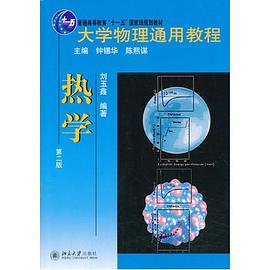 普通高等教育"十一五"国家级规划教材
大学物理通用教程
主编 钟锡华 陈熙谋
热学
刘玉鑫 编著
第二版
北京大学出版社